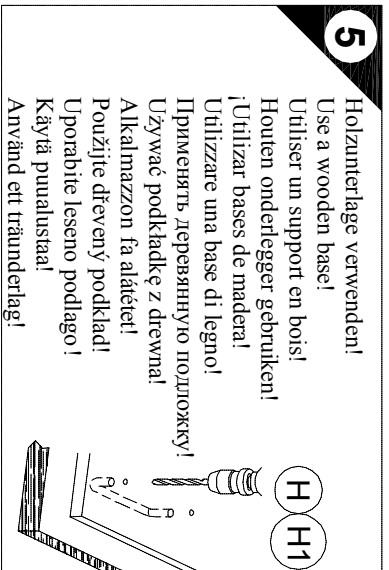 5
Holzunterlage verwenden!
Use a wooden base!
Utiliser un support en bois!
Houten onderlegger gebruiken!
¡Utilizar bases de madera!
Utilizzare una base di legno!
Применять деревянную подложку!
Używać podkładkę z drewna!
Alkalmazzon fa alátétet!
Použijte dřevený podklad!
Uporabite leseno podlago !
Käytä puualustaa!
Använd ett träunderlag!
H
H1